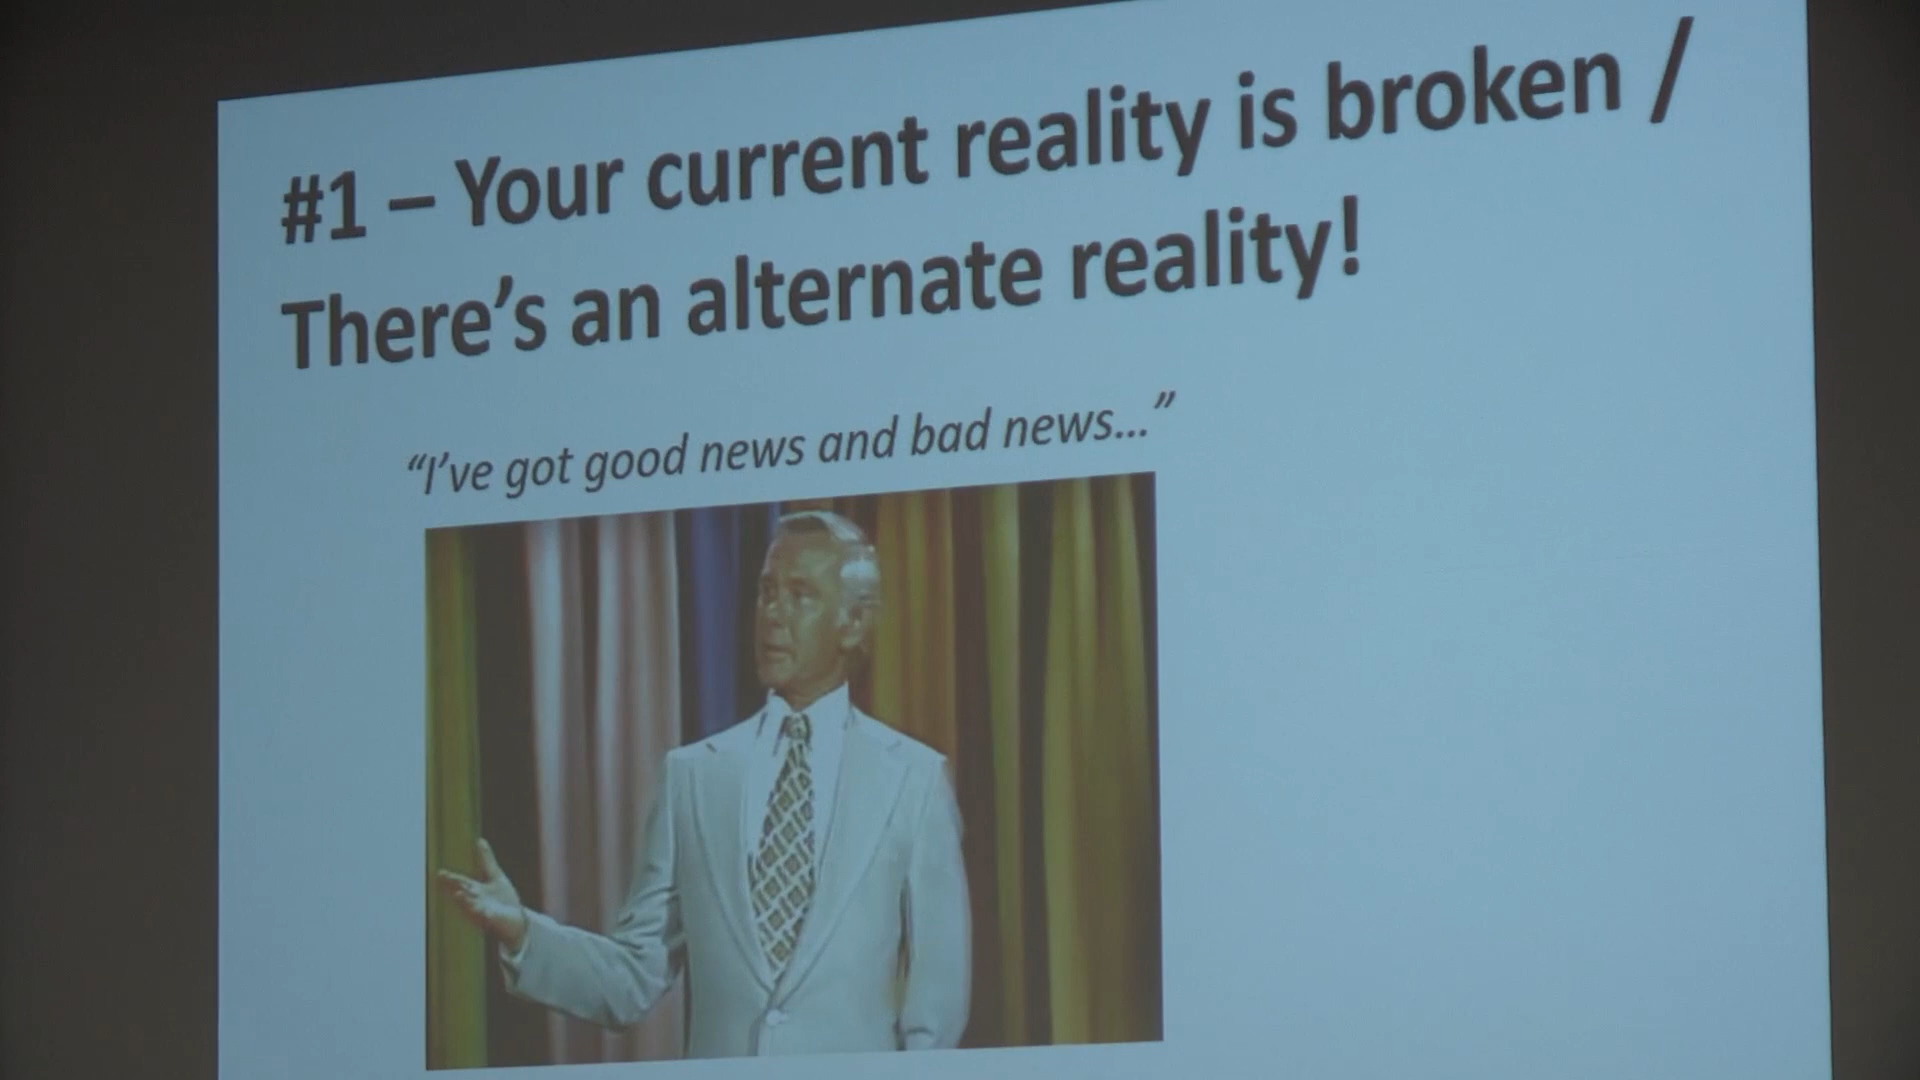 #1 – Your current reality is broken /
There’s an alternate reality!
“I’ve got good news and bad news...”